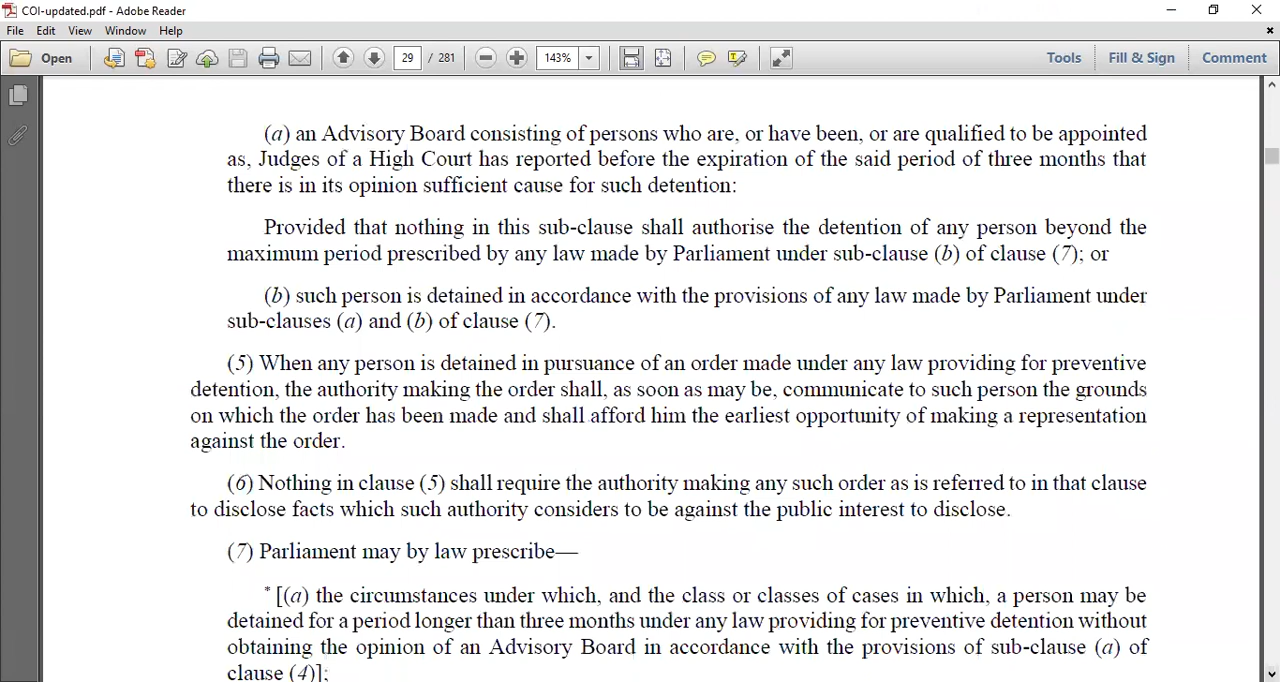 COI-updated.pdf - Adobe Reader
File Edit View Window Help
Open 29 / 281 143% Tools Fill & Sign Comment
(a) an Advisory Board consisting of persons who are, or have been, or are qualified to be appointed
as, Judges of a High Court has reported before the expiration of the said period of three months that
there is in its opinion sufficient cause for such detention:
Provided that nothing in this sub-clause shall authorise the detention of any person beyond the
maximum period prescribed by any law made by Parliament under sub-clause (b) of clause (7); or
(b) such person is detained in accordance with the provisions of any law made by Parliament under
sub-clauses (a) and (b) of clause (7).
(5) When any person is detained in pursuance of an order made under any law providing for preventive
detention, the authority making the order shall, as soon as may be, communicate to such person the grounds
on which the order has been made and shall afford him the earliest opportunity of making a representation
against the order.
(6) Nothing in clause (5) shall require the authority making any such order as is referred to in that clause
to disclose facts which such authority considers to be against the public interest to disclose.
(7) Parliament may by law prescribe—
*[(a) the circumstances under which, and the class or classes of cases in which, a person may be
detained for a period longer than three months under any law providing for preventive detention without
obtaining the opinion of an Advisory Board in accordance with the provisions of sub-clause (a) of
clause (4)];